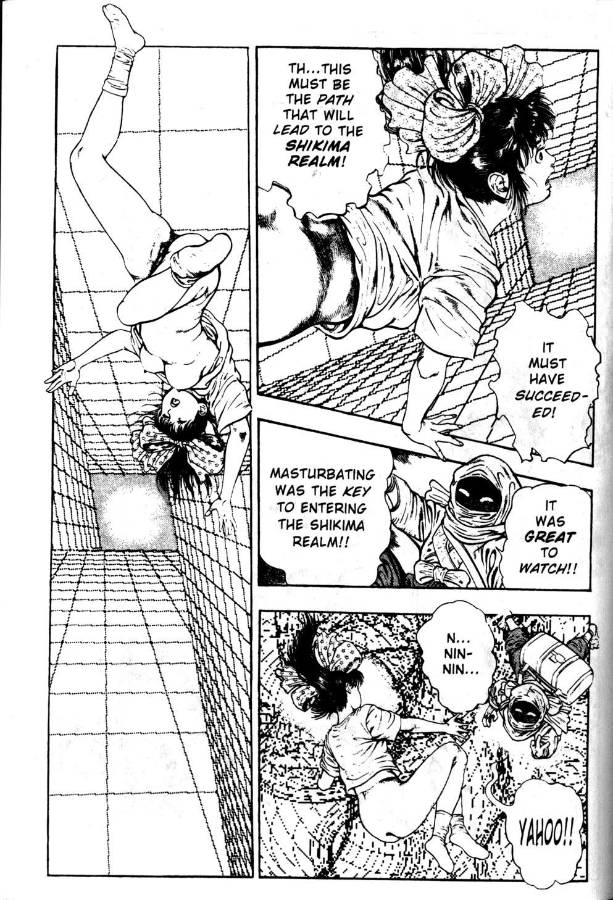 TH...THIS
MUST BE
THE PATH
THAT WILL
LEAD TO THE
SHIKIMA
REALM!
IT
MUST
HAVE
SUCCEED-
ED!
MASTURBATING
WAS THE KEY
TO ENTERING
THE SHIKIMA
REALM!!
IT
WAS
GREAT
TO
WATCH!!
N...
NIN-
NIN...
YAHOO!!